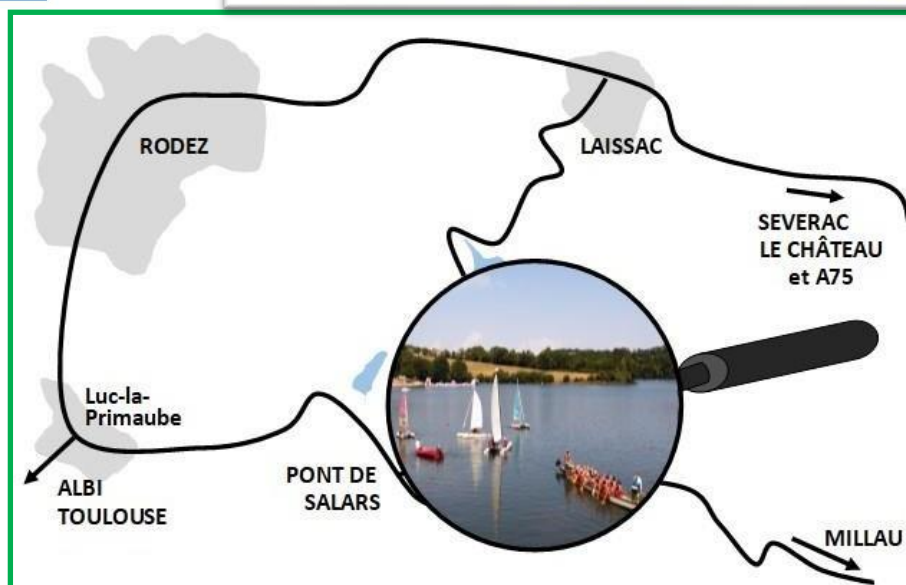 RODEZ
LAISSAC
SEVERAC
LE CHÂTEAU
et A75
Luc-la-
Primaube
PONT DE
SALARS
ALBI
TOULOUSE
MILLAU